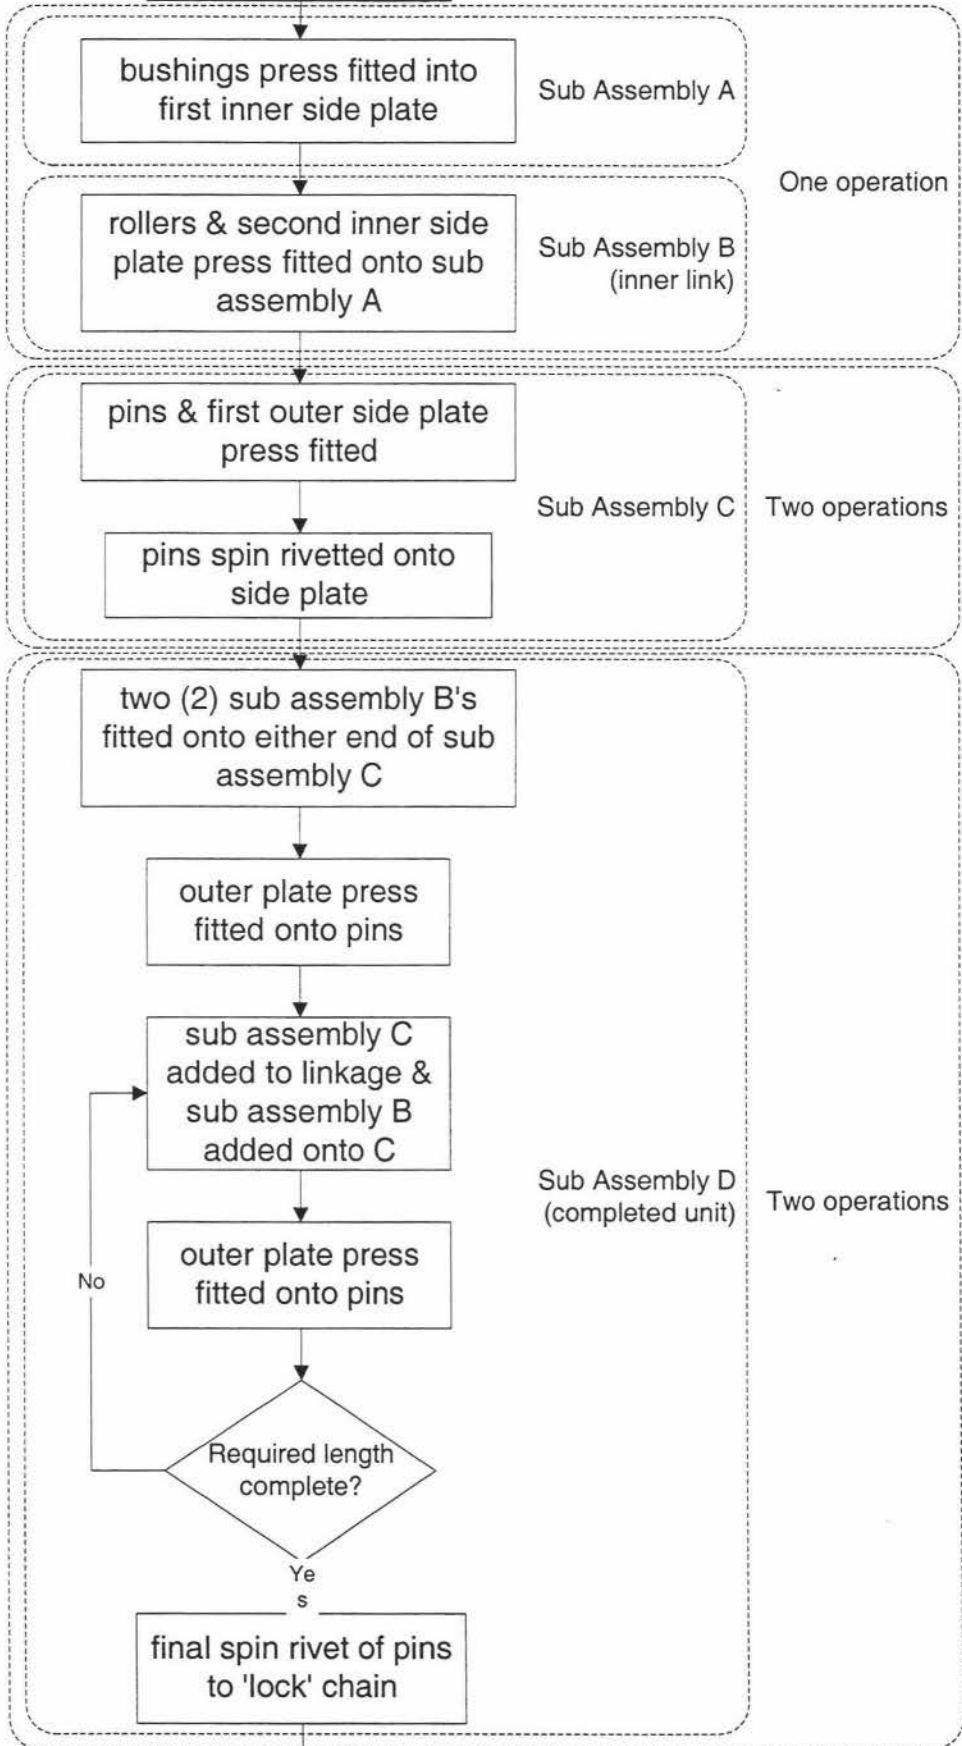 bushings press fitted into
first inner side plate
Sub Assembly A
One operation
rollers & second inner side
plate press fitted onto sub
assembly A
Sub Assembly B
(inner link)
pins & first outer side plate
press fitted
Sub Assembly C
Two operations
pins spin rivetted onto
side plate
two (2) sub assembly B's
fitted onto either end of sub
assembly C
outer plate press
fitted onto pins
sub assembly C
added to linkage &
sub assembly B
added onto C
Sub Assembly D
(completed unit)
Two operations
outer plate press
fitted onto pins
No
Required length
complete?
Ye
s
final spin rivet of pins
to 'lock' chain